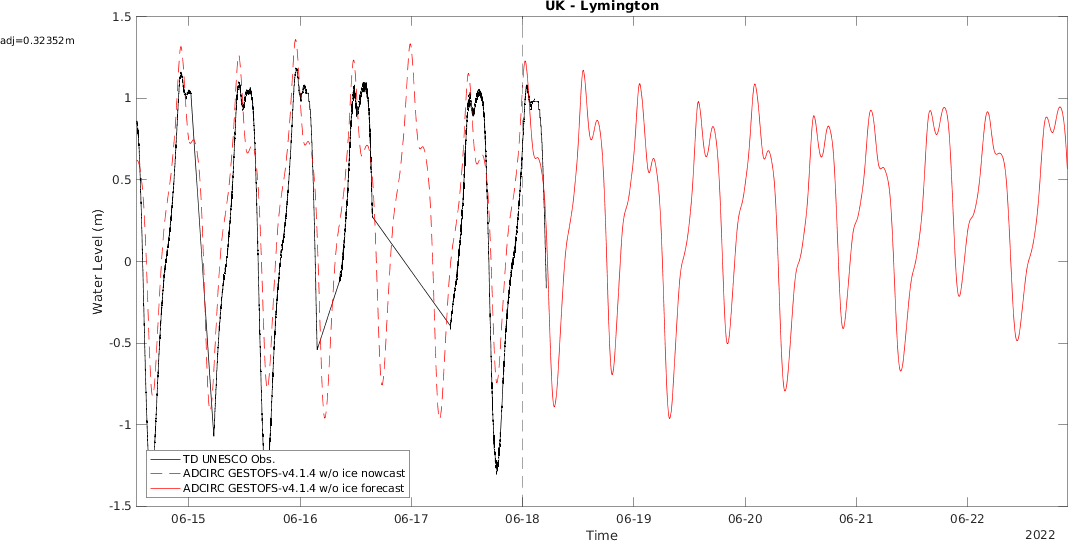 UK - Lymington
adj=0.32352m
1.5
1
0.5
0
-0.5
-1
-1.5
Water Level (m)
TD UNESCO Obs.
ADCIRC GESTOFS-v4.1.4 w/o ice nowcast
ADCIRC GESTOFS-v4.1.4 w/o ice forecast
06-15 06-16 06-17 06-18 06-19 06-20 06-21 06-22
Time
2022